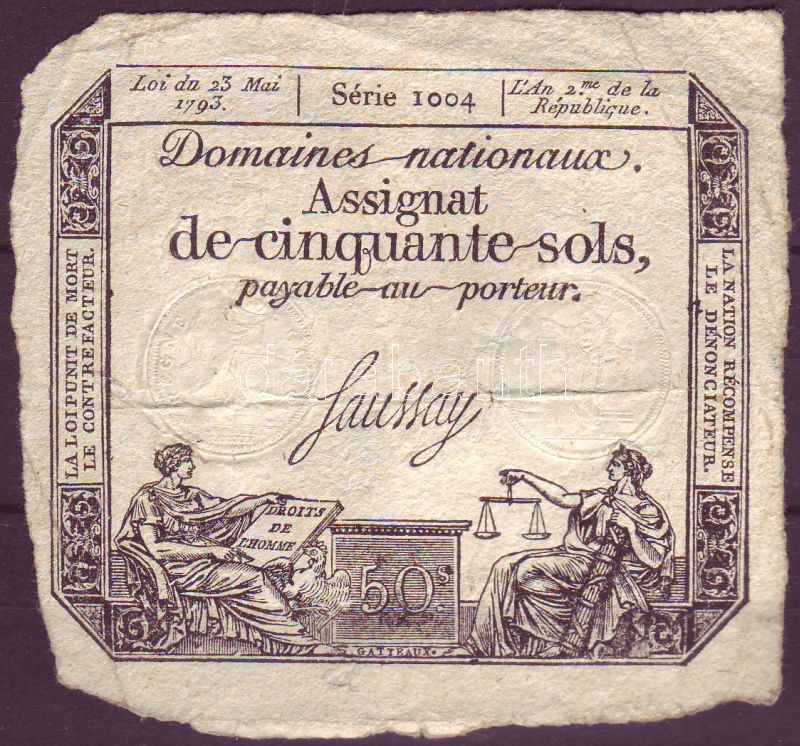 Loi du 23 Mai
1793.
Série 1004
L'An 2.me de la
République.
Domaines nationaux.
Assignat
de cinquante sols,
payable au porteur.
Saussay
LA LOI PUNIT DE MORT
LE CONTREFACTEUR.
LA NATION RÉCOMPENSE
LE DÉNONCIATEUR.
DROITS
DE
L'HOMME
50.s
GATTEAUX.
darabanth